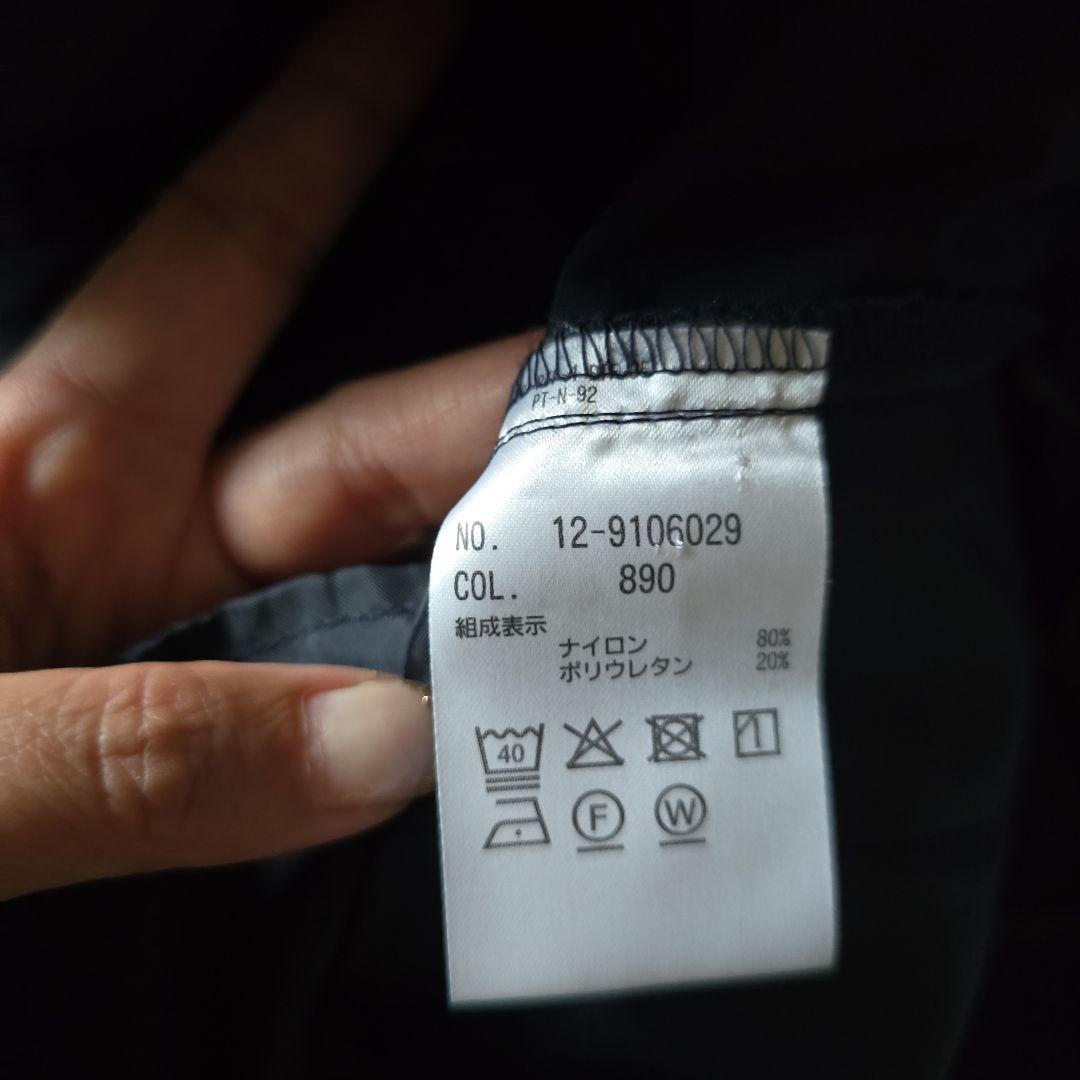 PT-N-92
NO. 12-9106029
COL. 890
組成表示
ナイロン 80%
ポリウレタン 20%
40
F W